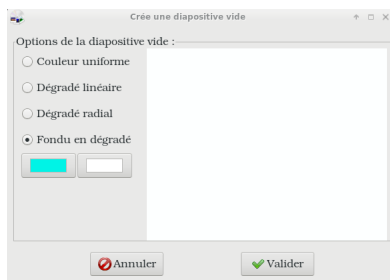 Crée une diapositive vide
Options de la diapositive vide :
Couleur uniforme
Dégradé linéaire
Dégradé radial
Fondu en dégradé
Annuler
Valider